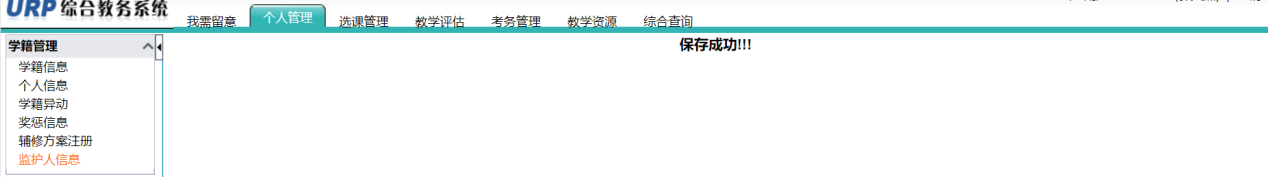 URP 综合教务系统
我需留意 个人管理 选课管理 教学评估 考务管理 教学资源 综合查询
学籍管理
保存成功!!!
学籍信息
个人信息
学籍异动
奖惩信息
辅修方案注册
监护人信息